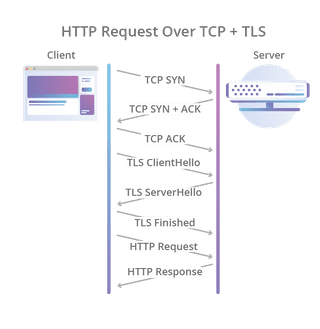 HTTP Request Over TCP + TLS
Client
Server
TCP SYN
TCP SYN + ACK
TCP ACK
TLS ClientHello
TLS ServerHello
TLS Finished
HTTP Request
HTTP Response